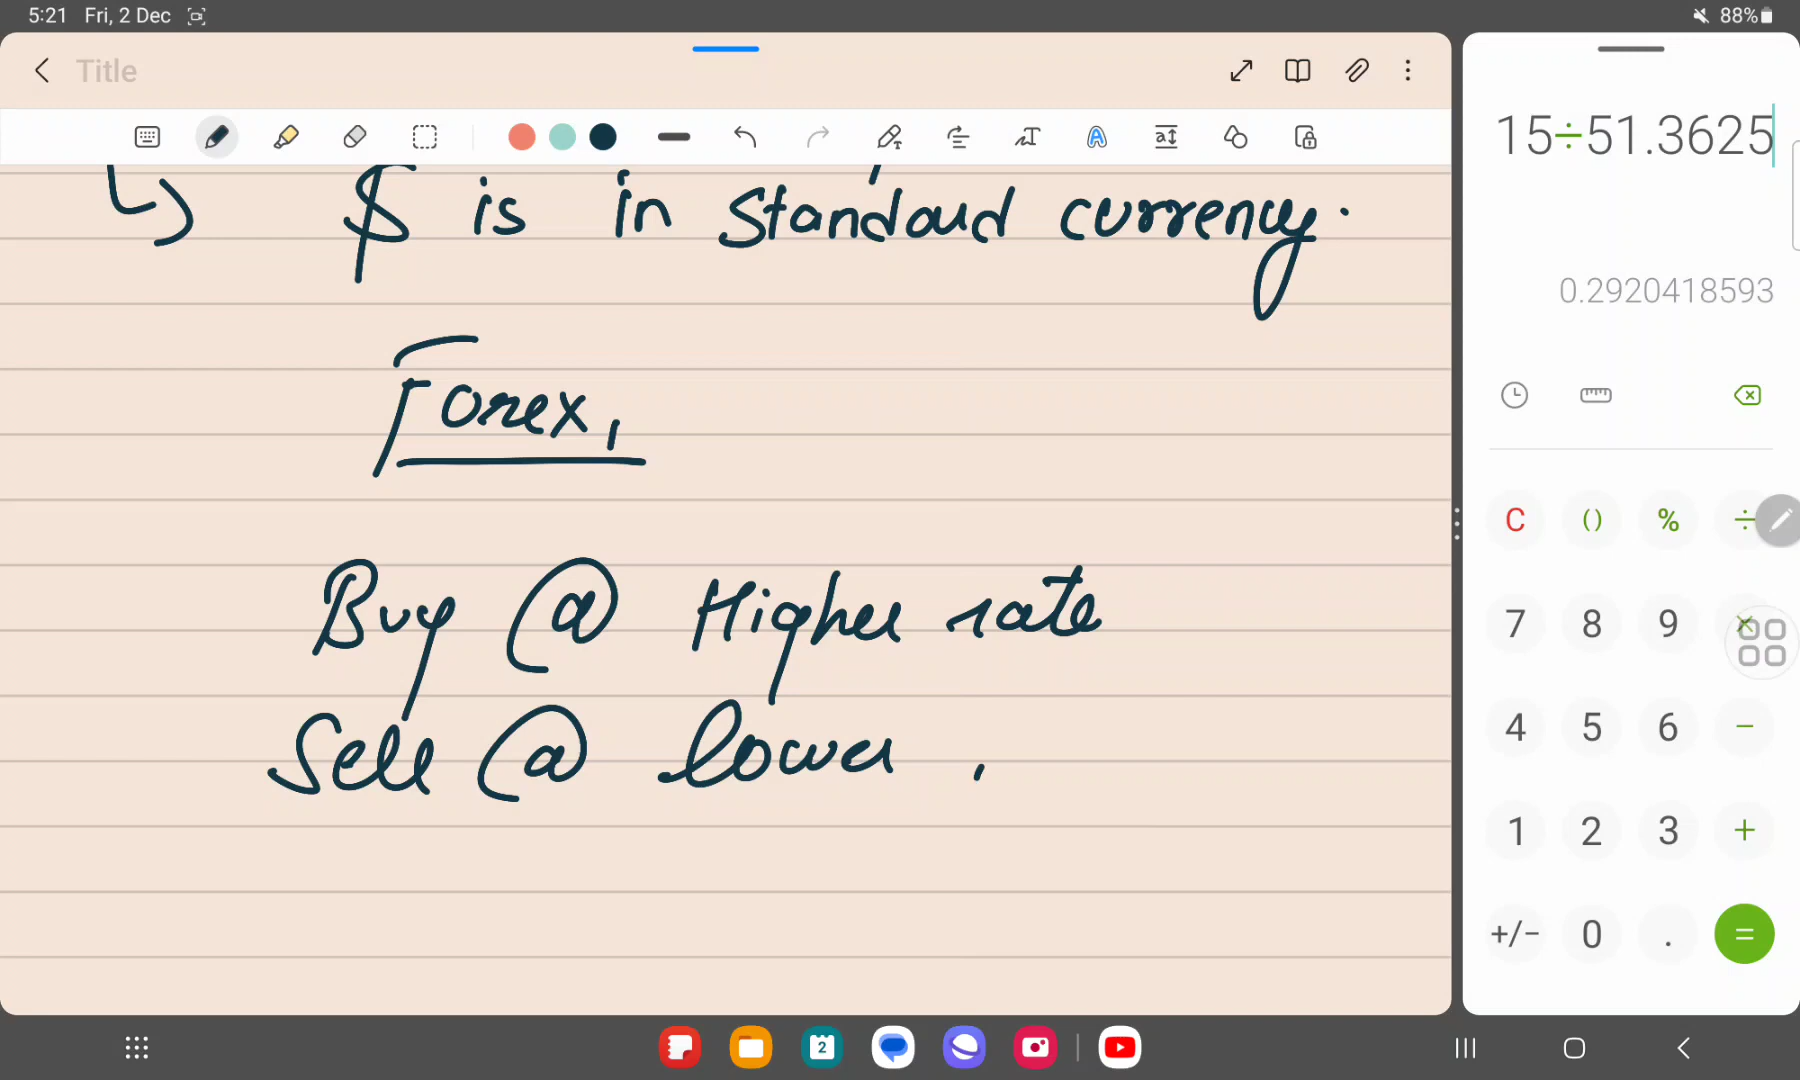 5:21 Fri, 2 Dec
88%
Title
$ is in standard currency.
Forex,
Buy @ Higher rate
Sell @ lower ,
15÷51.3625
0.2920418593
C () % ÷
7 8 9 ×
4 5 6 −
1 2 3 +
+/− 0 . =
2